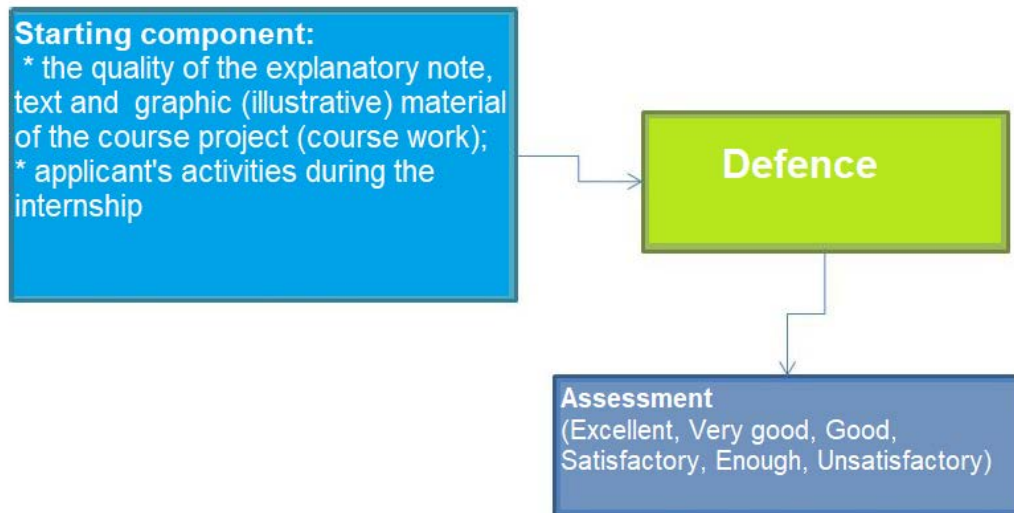 Starting component:
* the quality of the explanatory note,
text and graphic (illustrative) material
of the course project (course work);
* applicant's activities during the
internship
Defence
Assessment
(Excellent, Very good, Good,
Satisfactory, Enough, Unsatisfactory)